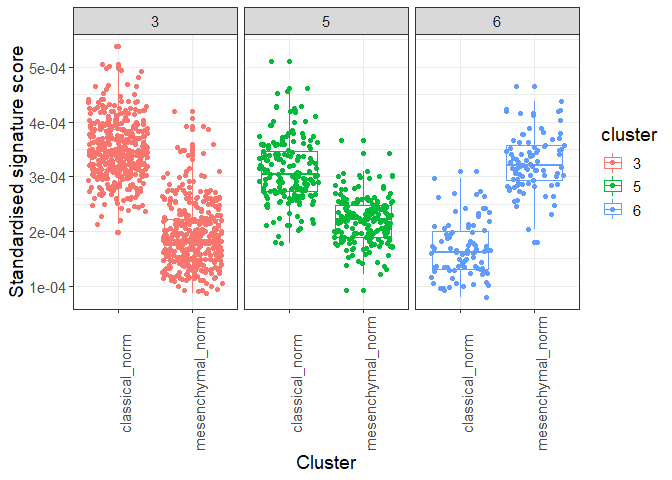 3
5
6
Standardised signature score
5e-04
4e-04
3e-04
2e-04
1e-04
classical_norm
mesenchymal_norm
classical_norm
mesenchymal_norm
classical_norm
mesenchymal_norm
Cluster
cluster
3
5
6